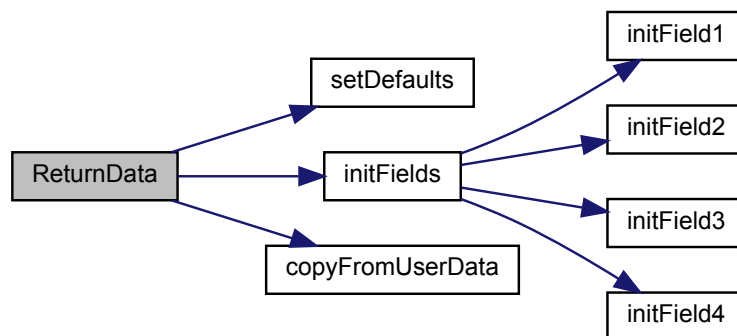 ReturnData
setDefaults
initFields
copyFromUserData
initField1
initField2
initField3
initField4